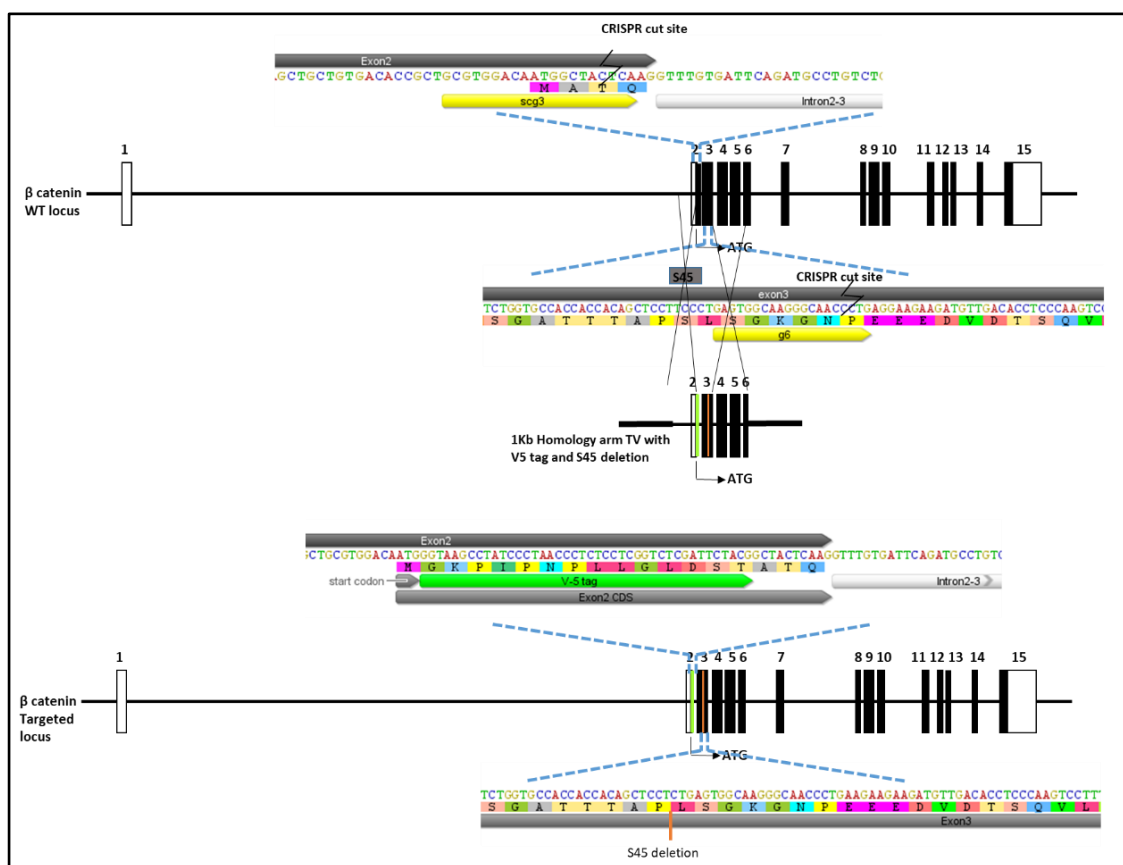 CRISPR cut site
Exon2
GCTGCTGTGACACCGCTGCGTGGACAATGGCTACTCAAGGTTTGTGATTCAGATGCCTGTCTG
M A T Q
scg3
Intron2-3
1 2 3 4 5 6 7 8 9 10 11 12 13 14 15
β catenin
WT locus
ATG
S45
CRISPR cut site
exon3
TCTGGTGCCACCACCACAGCTCCTTCCCTGAGTGGCAAGGGCAACCCTGAGGAAGAAGATGTTGACACCTCCCAAGTCC
S G A T T T A P S L S G K G N P E E E D V D T S Q V
g6
2 3 4 5 6
1Kb Homology arm TV with
V5 tag and S45 deletion
ATG
Exon2
GCTGCGTGGACAATGGGTAAGCCTATCCCTAACCCTCTCCTCGGTCTCGATTCTACGGCTACTCAAGGTTTGTGATTCAGATGCCTGTC
M G K P I P N P L L G L D S T A T Q
start codon
V-5 tag
Intron2-3
Exon2 CDS
1 2 3 4 5 6 7 8 9 10 11 12 13 14 15
β catenin
Targeted
locus
ATG
TCTGGTGCCACCACCACAGCTCCTCTGAGTGGCAAGGGCAACCCTGAAGAAGAAGATGTTGACACCTCCCAAGTCCTTT
S G A T T T A P L S G K G N P E E E D V D T S Q V L
Exon3
S45 deletion